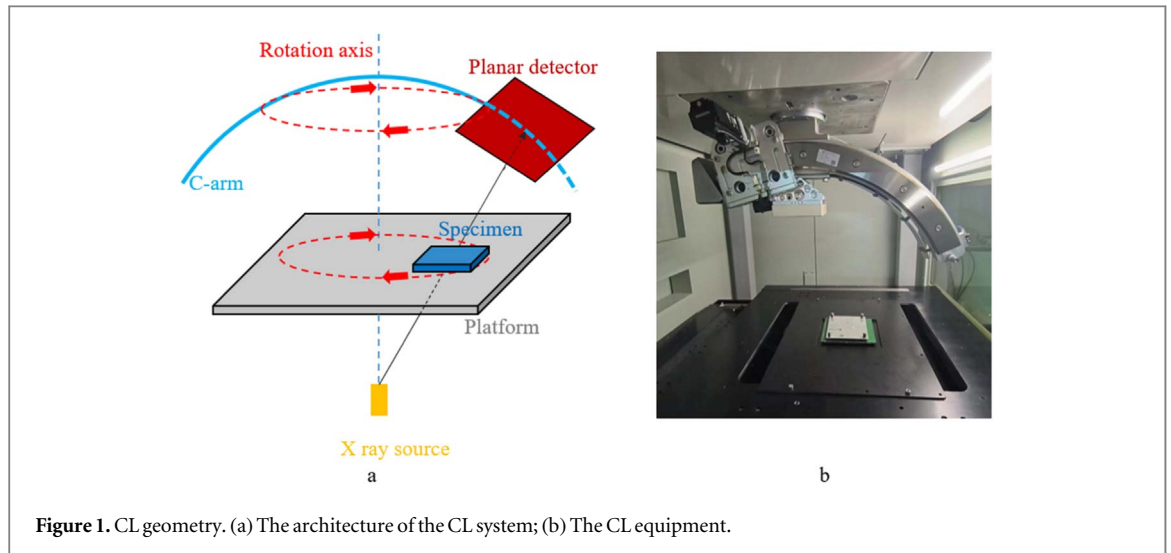 Rotation axis
Planar detector
C-arm
Specimen
Platform
X ray source
a
b
Figure 1. CL geometry. (a) The architecture of the CL system; (b) The CL equipment.